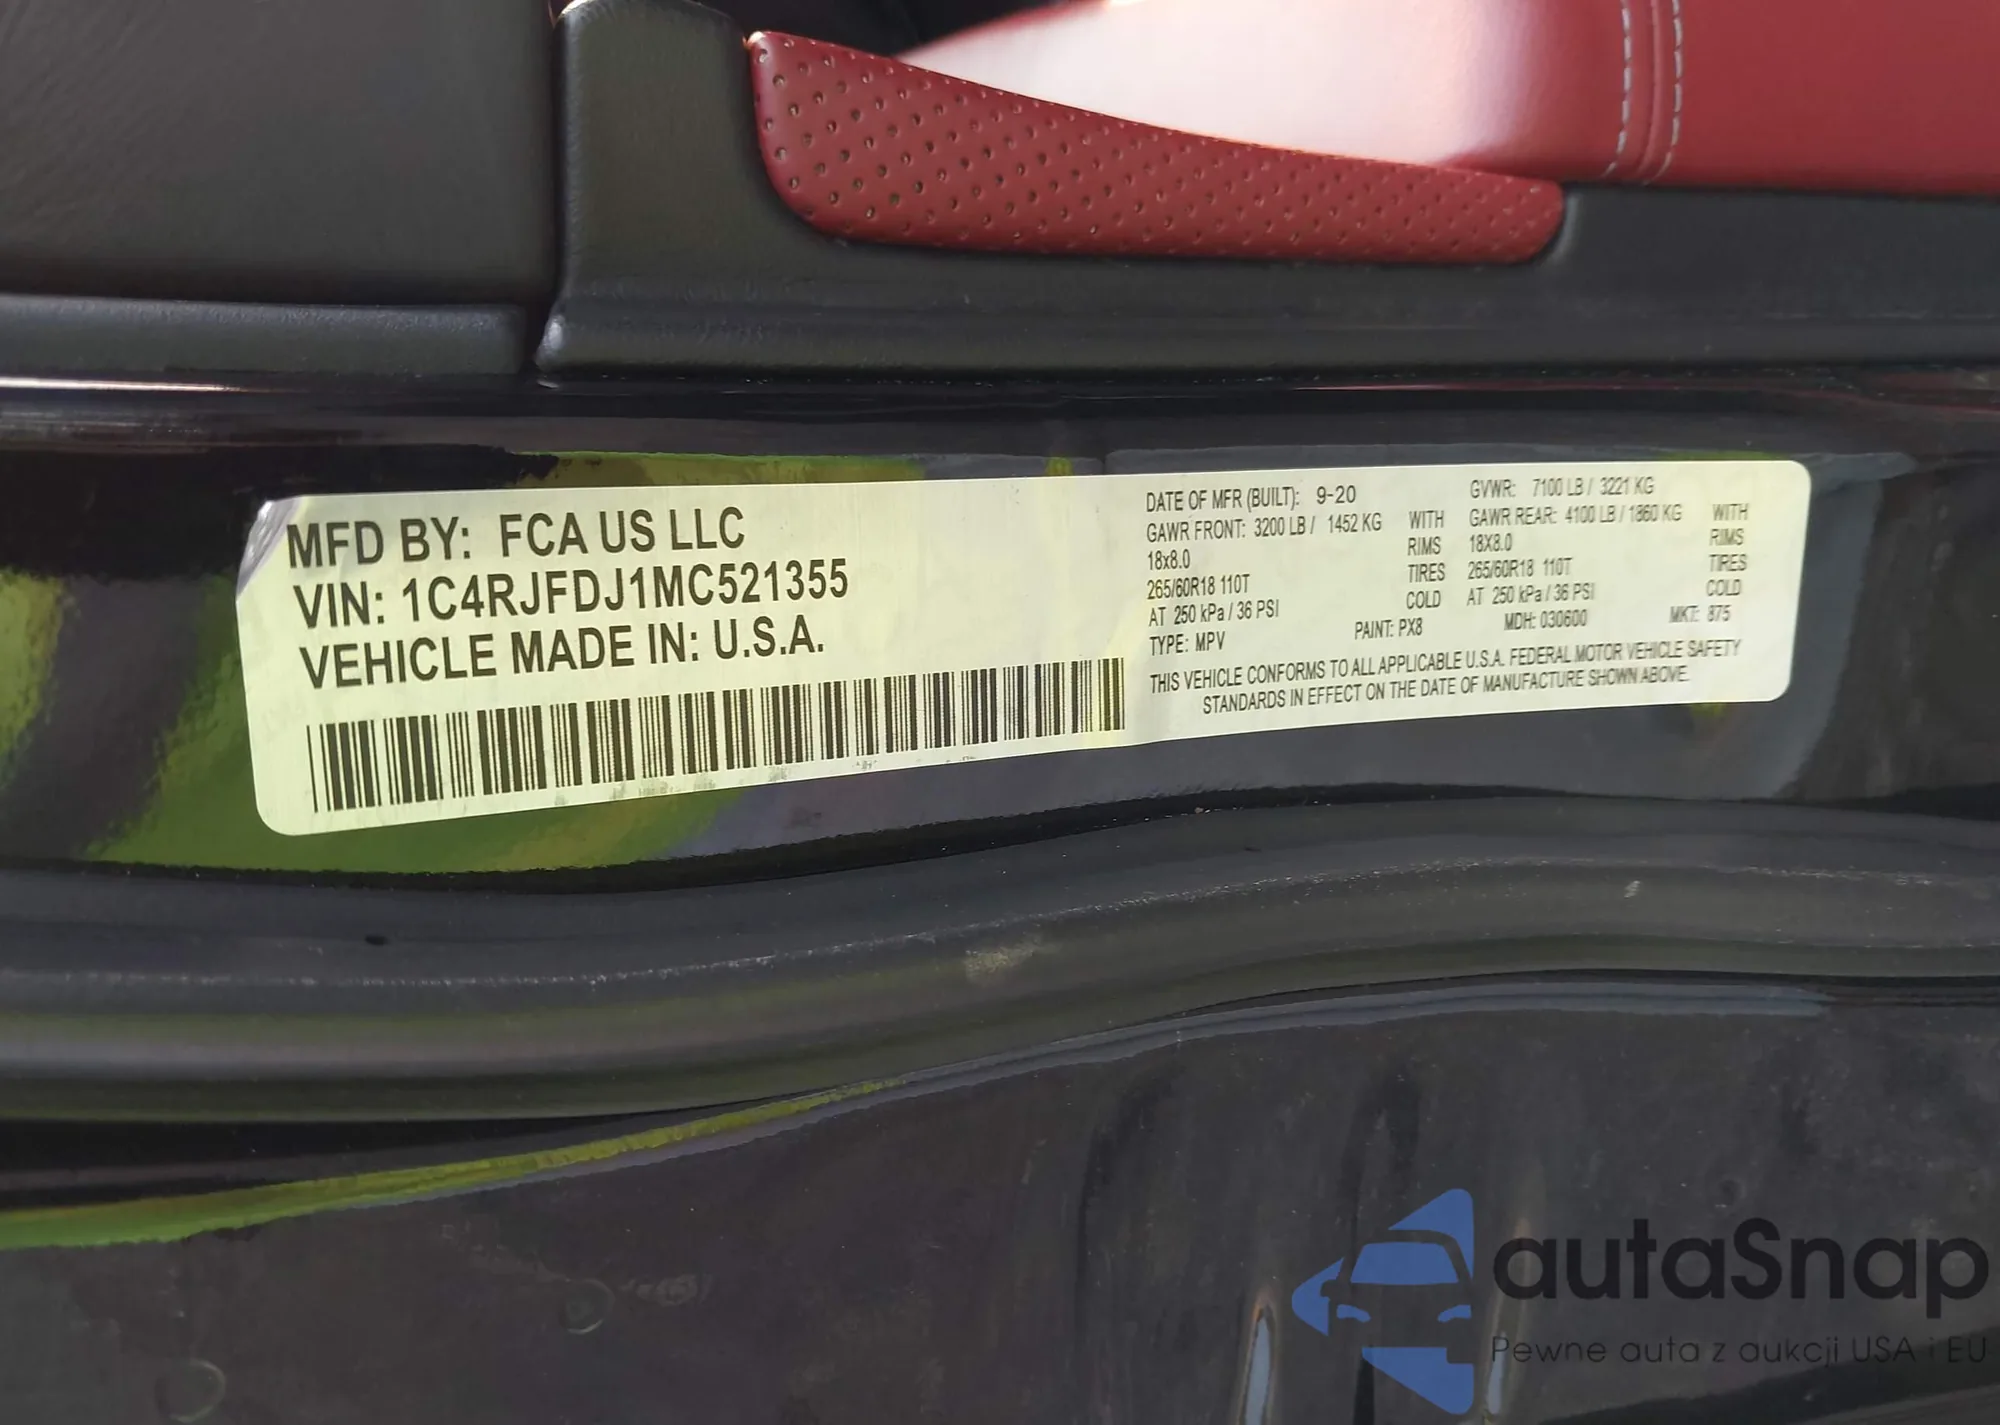 MFD BY: FCA US LLC
VIN: 1C4RJFDJ1MC521355
VEHICLE MADE IN: U.S.A.
DATE OF MFR (BUILT): 9-20
GVWR: 7100 LB / 3221 KG
GAWR FRONT: 3200 LB / 1452 KG WITH
18x8.0 RIMS
265/60R18 110T TIRES
AT 250 kPa / 36 PSI COLD
GAWR REAR: 4100 LB / 1860 KG WITH
18X8.0 RIMS
265/60R18 110T TIRES
AT 250 kPa / 36 PSI COLD
TYPE: MPV PAINT: PX8 MDH: 030600 MKT: 875
THIS VEHICLE CONFORMS TO ALL APPLICABLE U.S.A. FEDERAL MOTOR VEHICLE SAFETY
STANDARDS IN EFFECT ON THE DATE OF MANUFACTURE SHOWN ABOVE.
autaSnap
Pewne auta z aukcji USA i EU